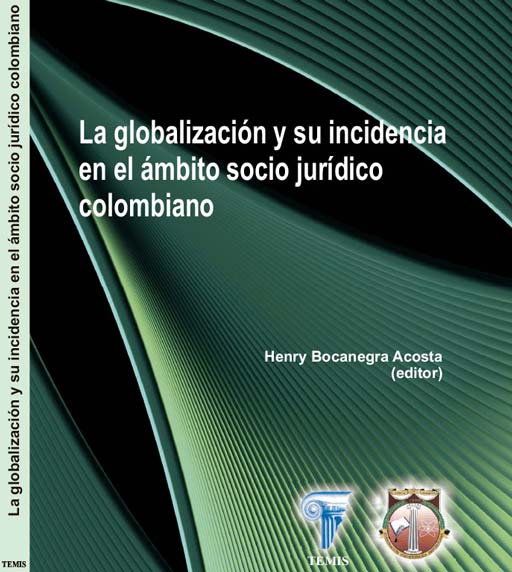 La globalización y su incidencia en el ámbito socio jurídico colombiano
TEMIS
La globalización y su incidencia
en el ámbito socio jurídico
colombiano
Henry Bocanegra Acosta
(editor)
TEMIS